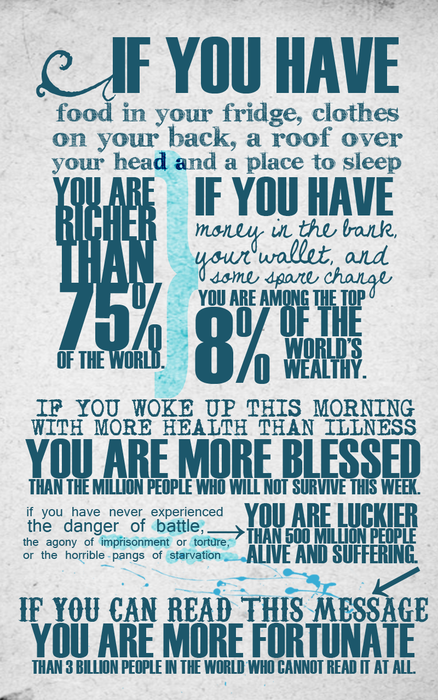 IF YOU HAVE
food in your fridge, clothes
on your back, a roof over
your head and a place to sleep
YOU ARE
RICHER
THAN
75%
OF THE WORLD.
IF YOU HAVE
money in the bank,
your wallet, and
some spare change
YOU ARE AMONG THE TOP
8% OF THE
WORLD'S
WEALTHY.
IF YOU WOKE UP THIS MORNING
WITH MORE HEALTH THAN ILLNESS
YOU ARE MORE BLESSED
THAN THE MILLION PEOPLE WHO WILL NOT SURVIVE THIS WEEK.
if you have never experienced
the danger of battle,
the agony of imprisonment or torture,
or the horrible pangs of starvation
YOU ARE LUCKIER
THAN 500 MILLION PEOPLE
ALIVE AND SUFFERING.
IF YOU CAN READ THIS MESSAGE
YOU ARE MORE FORTUNATE
THAN 3 BILLION PEOPLE IN THE WORLD WHO CANNOT READ IT AT ALL.